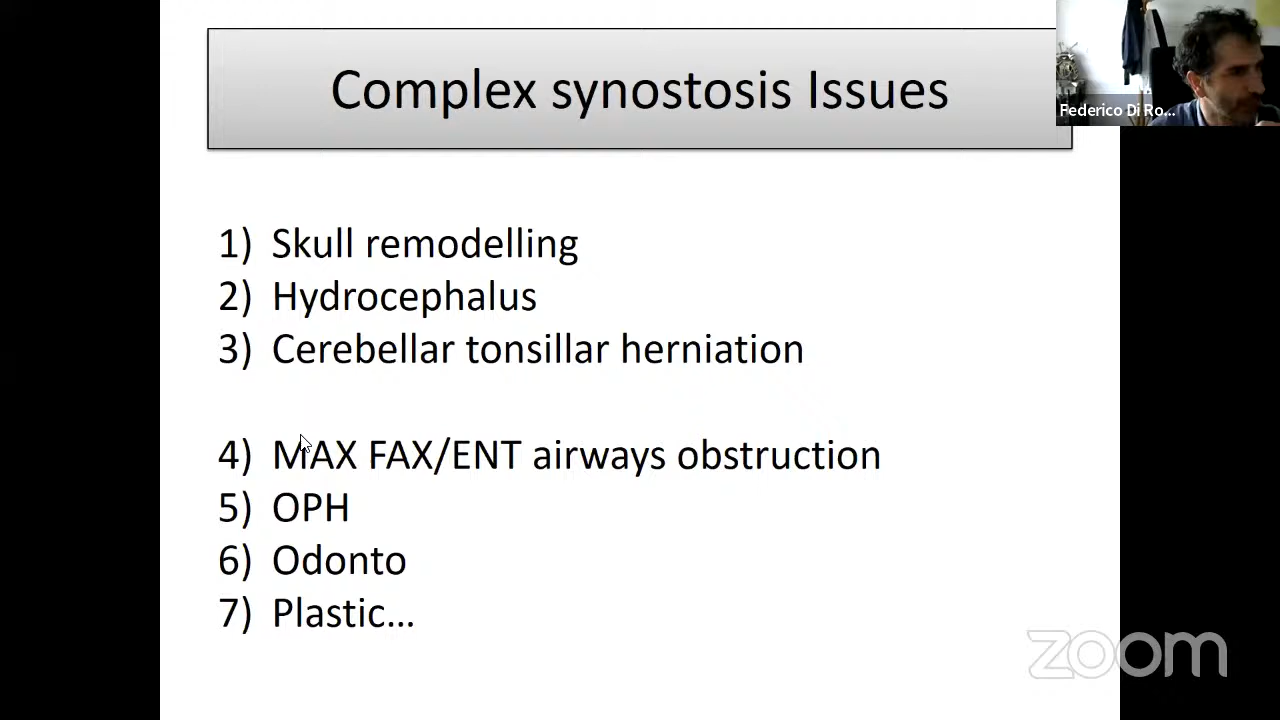 Complex synostosis Issues
Federico Di Ro...
1) Skull remodelling
2) Hydrocephalus
3) Cerebellar tonsillar herniation
4) MAX FAX/ENT airways obstruction
5) OPH
6) Odonto
7) Plastic...
zoom